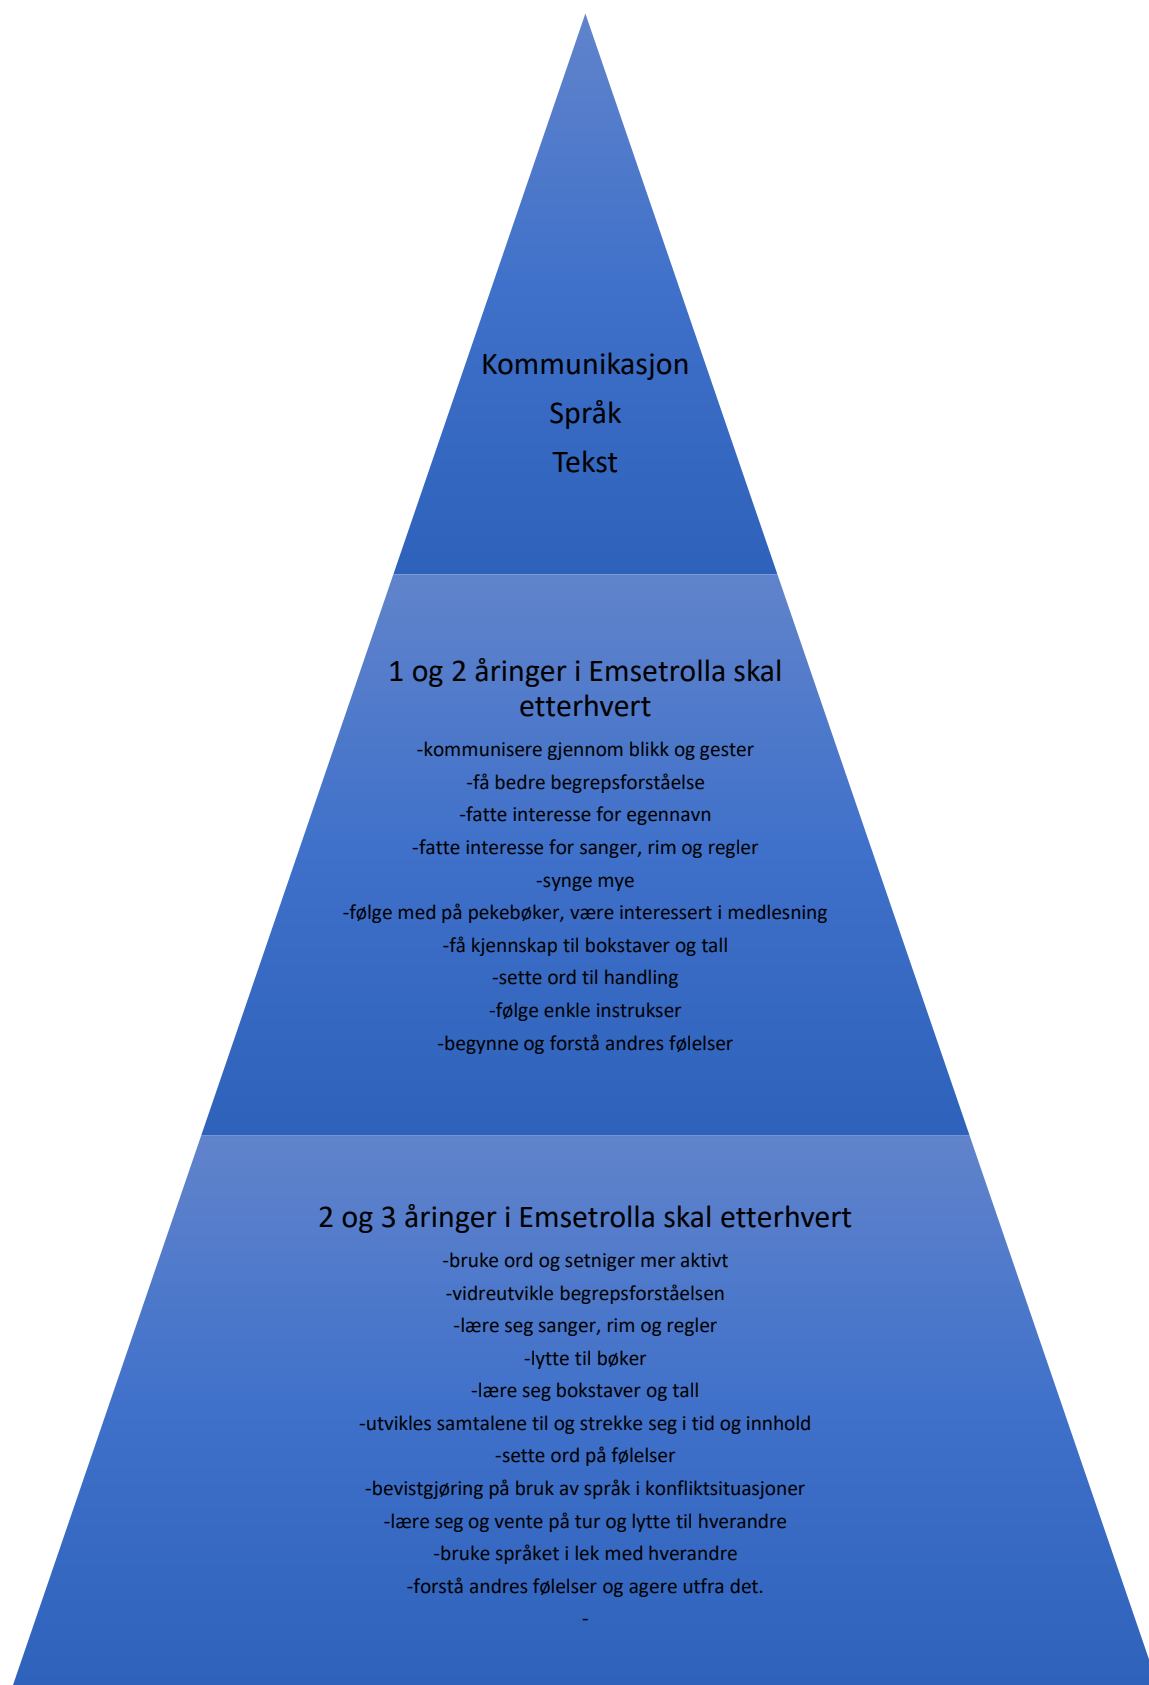 Kommunikasjon
Språk
Tekst
1 og 2 åringer i Emsetrolla skal
etterhvert
-kommunisere gjennom blikk og gester
-få bedre begrepsforståelse
-fatte interesse for egennavn
-fatte interesse for sanger, rim og regler
-synge mye
-følge med på pekebøker, være interessert i medlesning
-få kjennskap til bokstaver og tall
-sette ord til handling
-følge enkle instrukser
-begynne og forstå andres følelser
2 og 3 åringer i Emsetrolla skal etterhvert
-bruke ord og setniger mer aktivt
-vidreutvikle begrepsforståelsen
-lære seg sanger, rim og regler
-lytte til bøker
-lære seg bokstaver og tall
-utvikles samtalene til og strekke seg i tid og innhold
-sette ord på følelser
-bevistgjøring på bruk av språk i konfliktsituasjoner
-lære seg og vente på tur og lytte til hverandre
-bruke språket i lek med hverandre
-forstå andres følelser og agere utfra det.
-